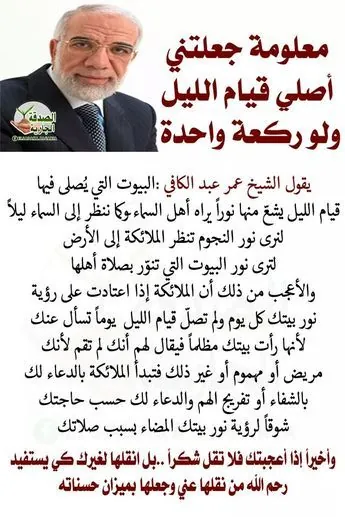 معلومة جعلتني
أصلي قيام الليل
ولو ركعة واحدة
الصدقة
الجارية
يقول الشيخ عمر عبد الكافي :البيوت التي يُصلى فيها
قيام الليل يشعّ منها نوراً يراه أهل السماء وكما ننظر إلى السماء ليلاً
لنرى نور النجوم تنظر الملائكة إلى الأرض
لترى نور البيوت التي تنوّر بصلاة أهلها
والأعجب من ذلك أن الملائكة إذا اعتادت على رؤية
نور بيتك كل يوم ولم تصلّ قيام الليل يوماً تسأل عنك
لأنها رأت بيتك مظلماً فيقال لهم أنك لم تقم لأنك
مريض أو مهموم أو غير ذلك فتبدأ الملائكة بالدعاء لك
بالشفاء أو تفريج الهم والدعاء لك حسب حاجتك
شوقاً لرؤية نور بيتك المضاء بسبب صلاتك
وأخيراً إذا أعجبتك فلا تقل شكراً ..بل انقلها لغيرك كي يستفيد
رحم الله من نقلها عني وجعلها بميزان حسناته